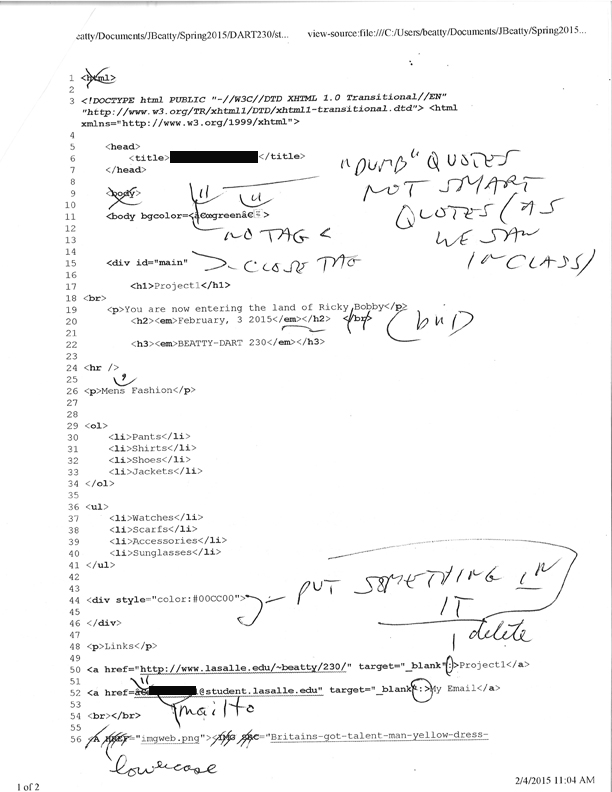 eatty/Documents/JBeatty/Spring2015/DART230/st... view-source:file:///C:/Users/beatty/Documents/JBeatty/Spring2015...
1 <html>
2
3 <!DOCTYPE html PUBLIC "-//W3C//DTD XHTML 1.0 Transitional//EN"
"http://www.w3.org/TR/xhtml1/DTD/xhtml1-transitional.dtd"> <html
xmlns="http://www.w3.org/1999/xhtml">
4
5 <head>
6 <title></title>
7 </head>
8
9 <body>
10
11 <body bgcolor=“green”>
12
13
14
15 <div id="main"
16
17 <h1>Project1</h1>
18 <br>
19 <p>You are now entering the land of Ricky Bobby</p>
20 <h2><em>February, 3 2015</em></h2> </br>
21
22 <h3><em>BEATTY-DART 230</em></h3>
23
24 <hr />
25
26 <p>Mens Fashion</p>
27
28
29 <ol>
30 <li>Pants</li>
31 <li>Shirts</li>
32 <li>Shoes</li>
33 <li>Jackets</li>
34 </ol>
35
36 <ul>
37 <li>Watches</li>
38 <li>Scarfs</li>
39 <li>Accessories</li>
40 <li>Sunglasses</li>
41 </ul>
42
43
44 <div style="color:#00CC00">
45
46 </div>
47
48 <p>Links</p>
49
50 <a href="http://www.lasalle.edu/~beatty/230/" target="_blank":>Project1</a>
51
52 <a href=@student.lasalle.edu" target="_blank":>My Email</a>
53
54 <br></br>
55
56 <A HREF="imgweb.png"><IMG SRC="Britains-got-talent-man-yellow-dress-
"DUMB" QUOTES
NOT SMART
QUOTES (AS
WE SAW
IN CLASS)
NO TAG <
CLOSE TAG
PUT SOMETHING IN
IT
delete
mailto
lowercase
1 of 2
2/4/2015 11:04 AM